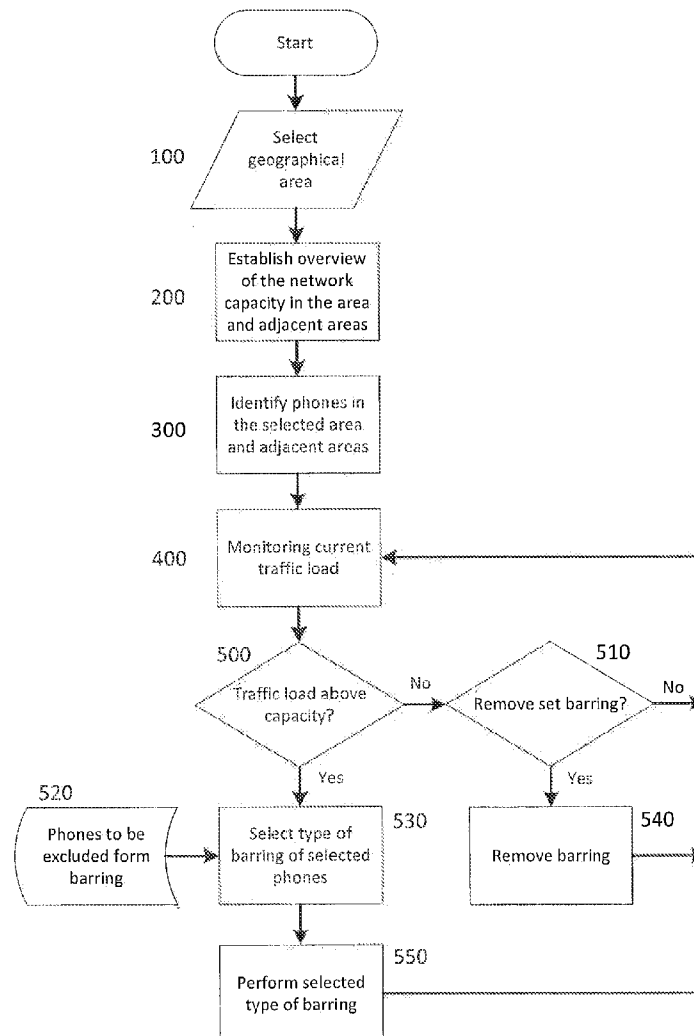 Start
100
Select
geographical
area
200
Establish overview
of the network
capacity in the area
and adjacent areas
300
Identify phones in
the selected area
and adjacent areas
400
Monitoring current
traffic load
500
Traffic load above
capacity?
No
510
Remove set barring?
No
Yes
Yes
520
Phones to be
excluded form
barring
530
Select type of
barring of selected
phones
540
Remove barring
550
Perform selected
type of barring